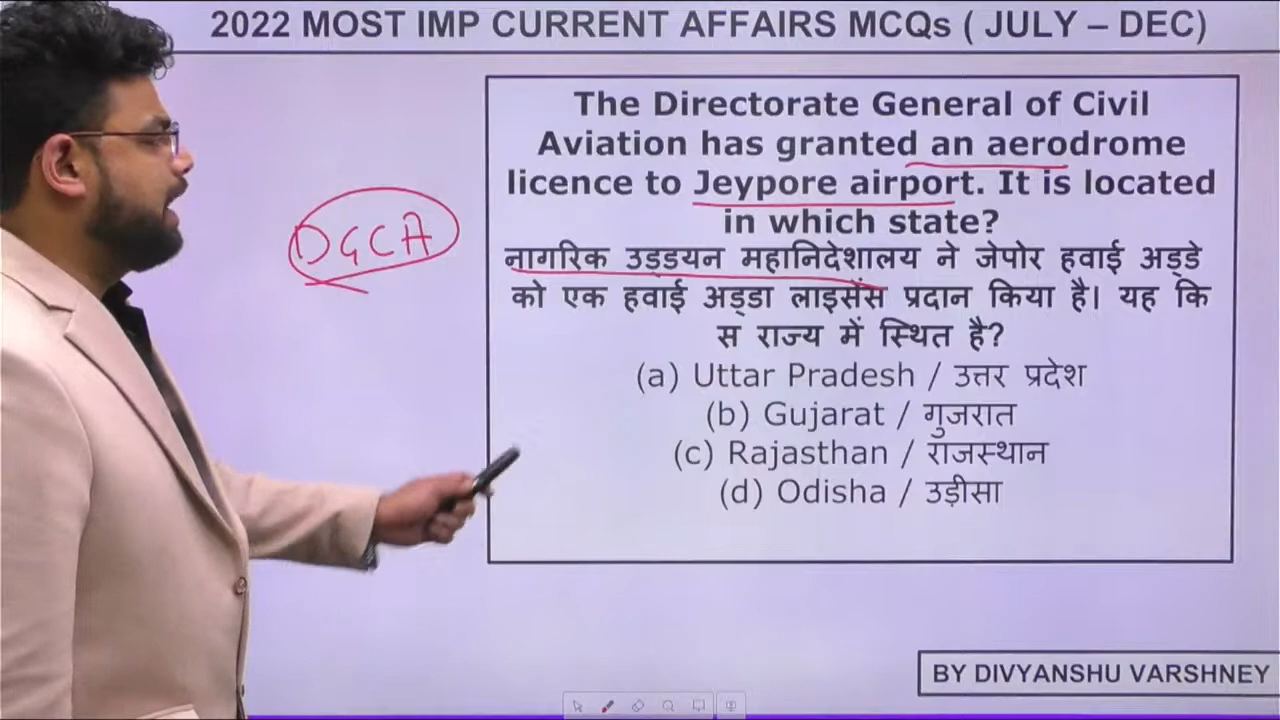 2022 MOST IMP CURRENT AFFAIRS MCQs ( JULY – DEC)
The Directorate General of Civil
Aviation has granted an aerodrome
licence to Jeypore airport. It is located
in which state?
नागरिक उड्डयन महानिदेशालय ने जेपोर हवाई अड्डे
को एक हवाई अड्डा लाइसेंस प्रदान किया है। यह कि
स राज्य में स्थित है?
(a) Uttar Pradesh / उत्तर प्रदेश
(b) Gujarat / गुजरात
(c) Rajasthan / राजस्थान
(d) Odisha / उड़ीसा
DGCA
BY DIVYANSHU VARSHNEY